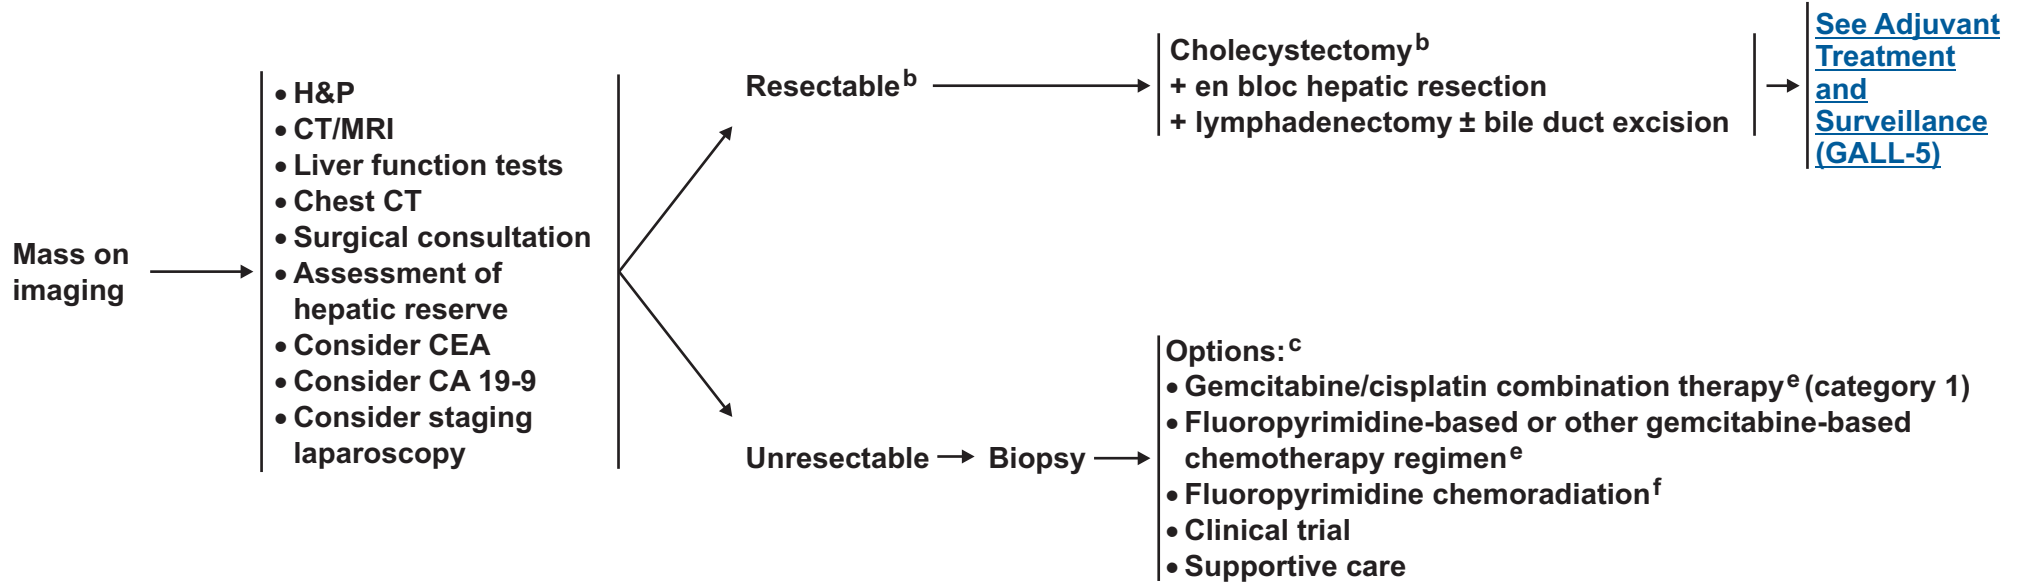 Mass on
imaging
• H&P
• CT/MRI
• Liver function tests
• Chest CT
• Surgical consultation
• Assessment of
hepatic reserve
• Consider CEA
• Consider CA 19-9
• Consider staging
laparoscopy
Resectable b
Cholecystectomy b
+ en bloc hepatic resection
+ lymphadenectomy ± bile duct excision
See Adjuvant
Treatment
and
Surveillance
(GALL-5)
Unresectable
Biopsy
Options: c
• Gemcitabine/cisplatin combination therapy e (category 1)
• Fluoropyrimidine-based or other gemcitabine-based
chemotherapy regimen e
• Fluoropyrimidine chemoradiation f
• Clinical trial
• Supportive care